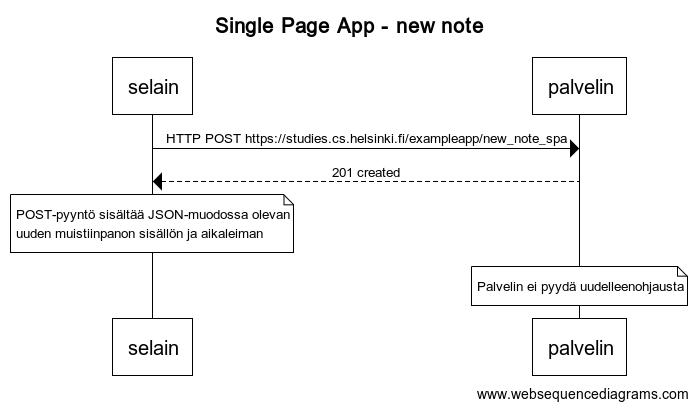 Single Page App - new note
selain
palvelin
HTTP POST https://studies.cs.helsinki.fi/exampleapp/new_note_spa
201 created
POST-pyyntö sisältää JSON-muodossa olevan
uuden muistiinpanon sisällön ja aikaleiman
Palvelin ei pyydä uudelleenohjausta
selain
palvelin
www.websequencediagrams.com